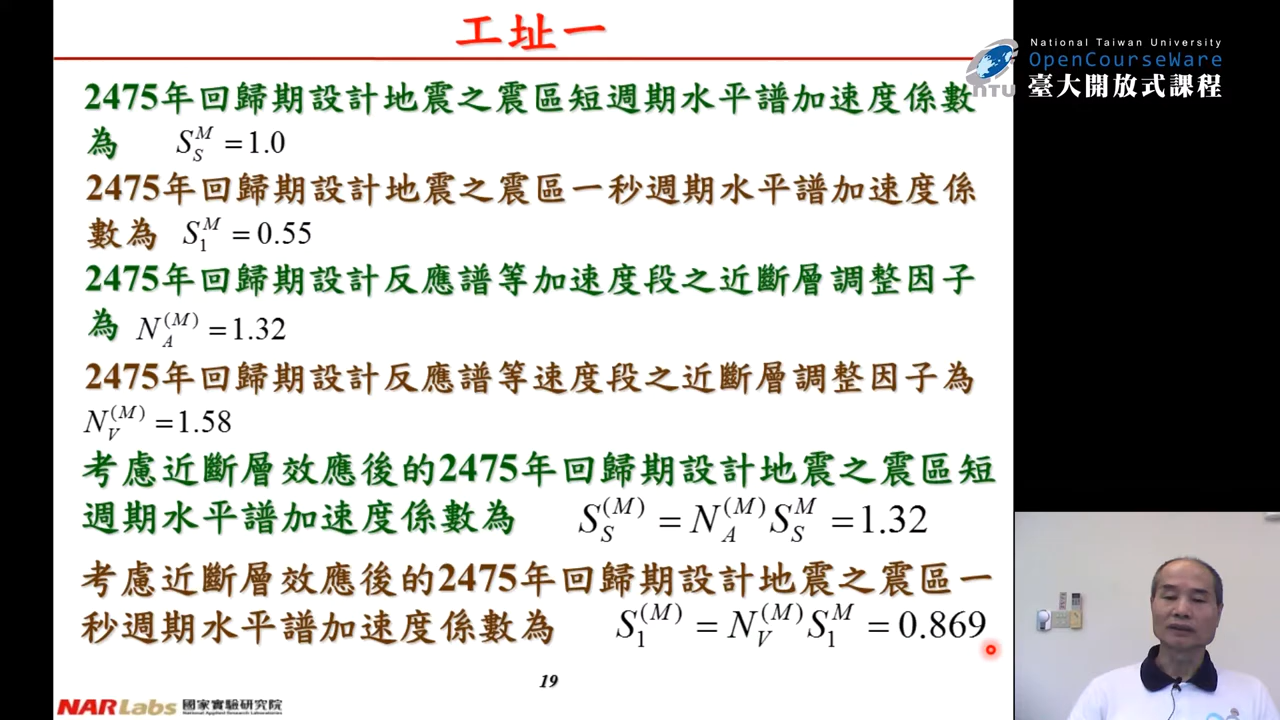 工址一
National Taiwan University
OpenCourseWare
臺大開放式課程
NTU
2475年回歸期設計地震之震區短週期水平譜加速度係數
為 S_S^M = 1.0
2475年回歸期設計地震之震區一秒週期水平譜加速度係
數為 S_1^M = 0.55
2475年回歸期設計反應譜等加速度段之近斷層調整因子
為 N_A^(M) = 1.32
2475年回歸期設計反應譜等速度段之近斷層調整因子為
N_V^(M) = 1.58
考慮近斷層效應後的2475年回歸期設計地震之震區短
週期水平譜加速度係數為 S_S^(M) = N_A^(M) S_S^M = 1.32
考慮近斷層效應後的2475年回歸期設計地震之震區一
秒週期水平譜加速度係數為 S_1^(M) = N_V^(M) S_1^M = 0.869
19
NARLabs 國家實驗研究院
National Applied Research Laboratories